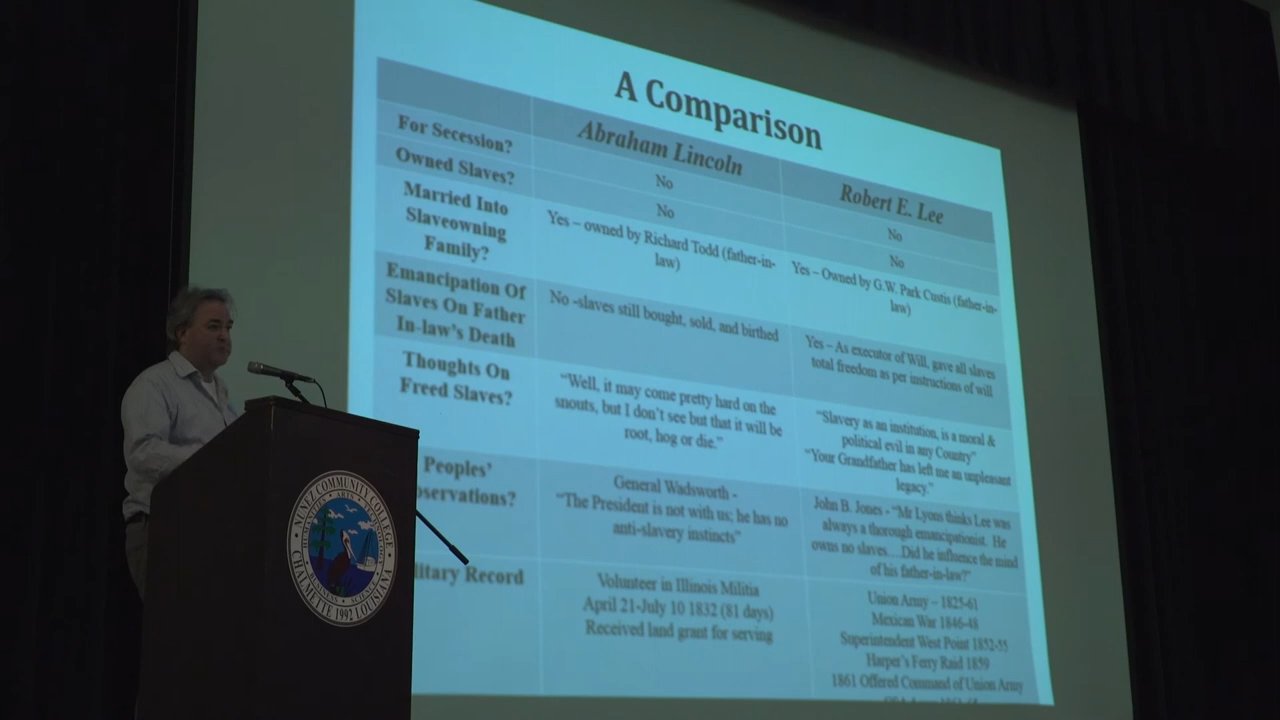 A Comparison
Abraham Lincoln
Robert E. Lee
For Secession?
No
No
Owned Slaves?
No
No
Married Into
Slaveowning
Family?
Yes – owned by Richard Todd (father-in-
law)
Yes – Owned by G.W. Park Custis (father-in-
law)
Emancipation Of
Slaves On Father
In-law's Death
No -slaves still bought, sold, and birthed
Yes – As executor of Will, gave all slaves
total freedom as per instructions of will
Thoughts On
Freed Slaves?
"Well, it may come pretty hard on the
snouts, but I don't see but that it will be
root, hog or die."
"Slavery as an institution, is a moral &
political evil in any Country"
"Your Grandfather has left me an unpleasant
legacy."
Peoples'
servations?
General Wadsworth -
"The President is not with us; he has no
anti-slavery instincts"
John B. Jones - "Mr Lyons thinks Lee was
always a thorough emancipationist. He
owns no slaves…Did he influence the mind
of his father-in-law?"
litary Record
Volunteer in Illinois Militia
April 21-July 10 1832 (81 days)
Received land grant for serving
Union Army – 1825-61
Mexican War 1846-48
Superintendent West Point 1852-55
Harper's Ferry Raid 1859
1861 Offered Command of Union Army
NUNEZ COMMUNITY COLLEGE
CHALMETTE 1992 LOUISIANA